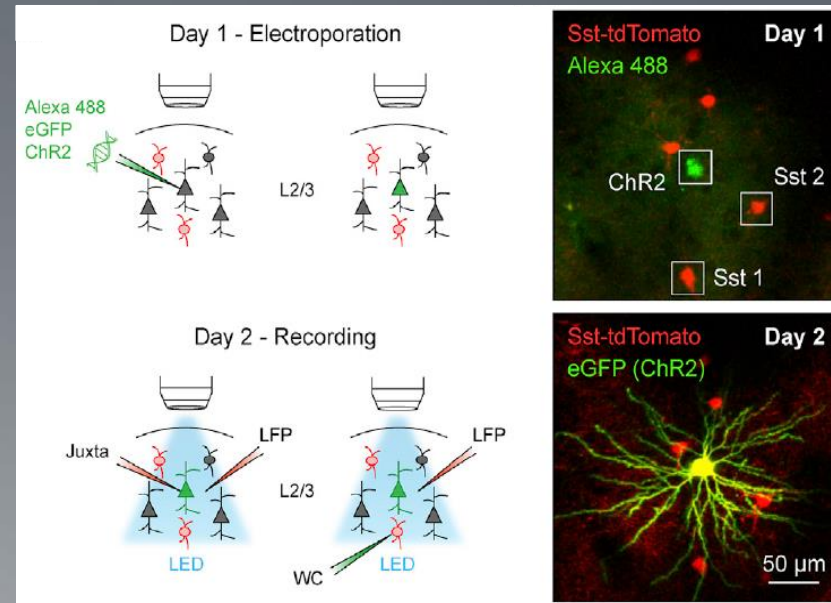 Day 1 - Electroporation
Alexa 488
eGFP
ChR2
L2/3
Sst-tdTomato Day 1
Alexa 488
ChR2
Sst 2
Sst 1
Day 2 - Recording
Juxta
LFP
LFP
L2/3
LED
WC
LED
Sst-tdTomato Day 2
eGFP (ChR2)
50 µm